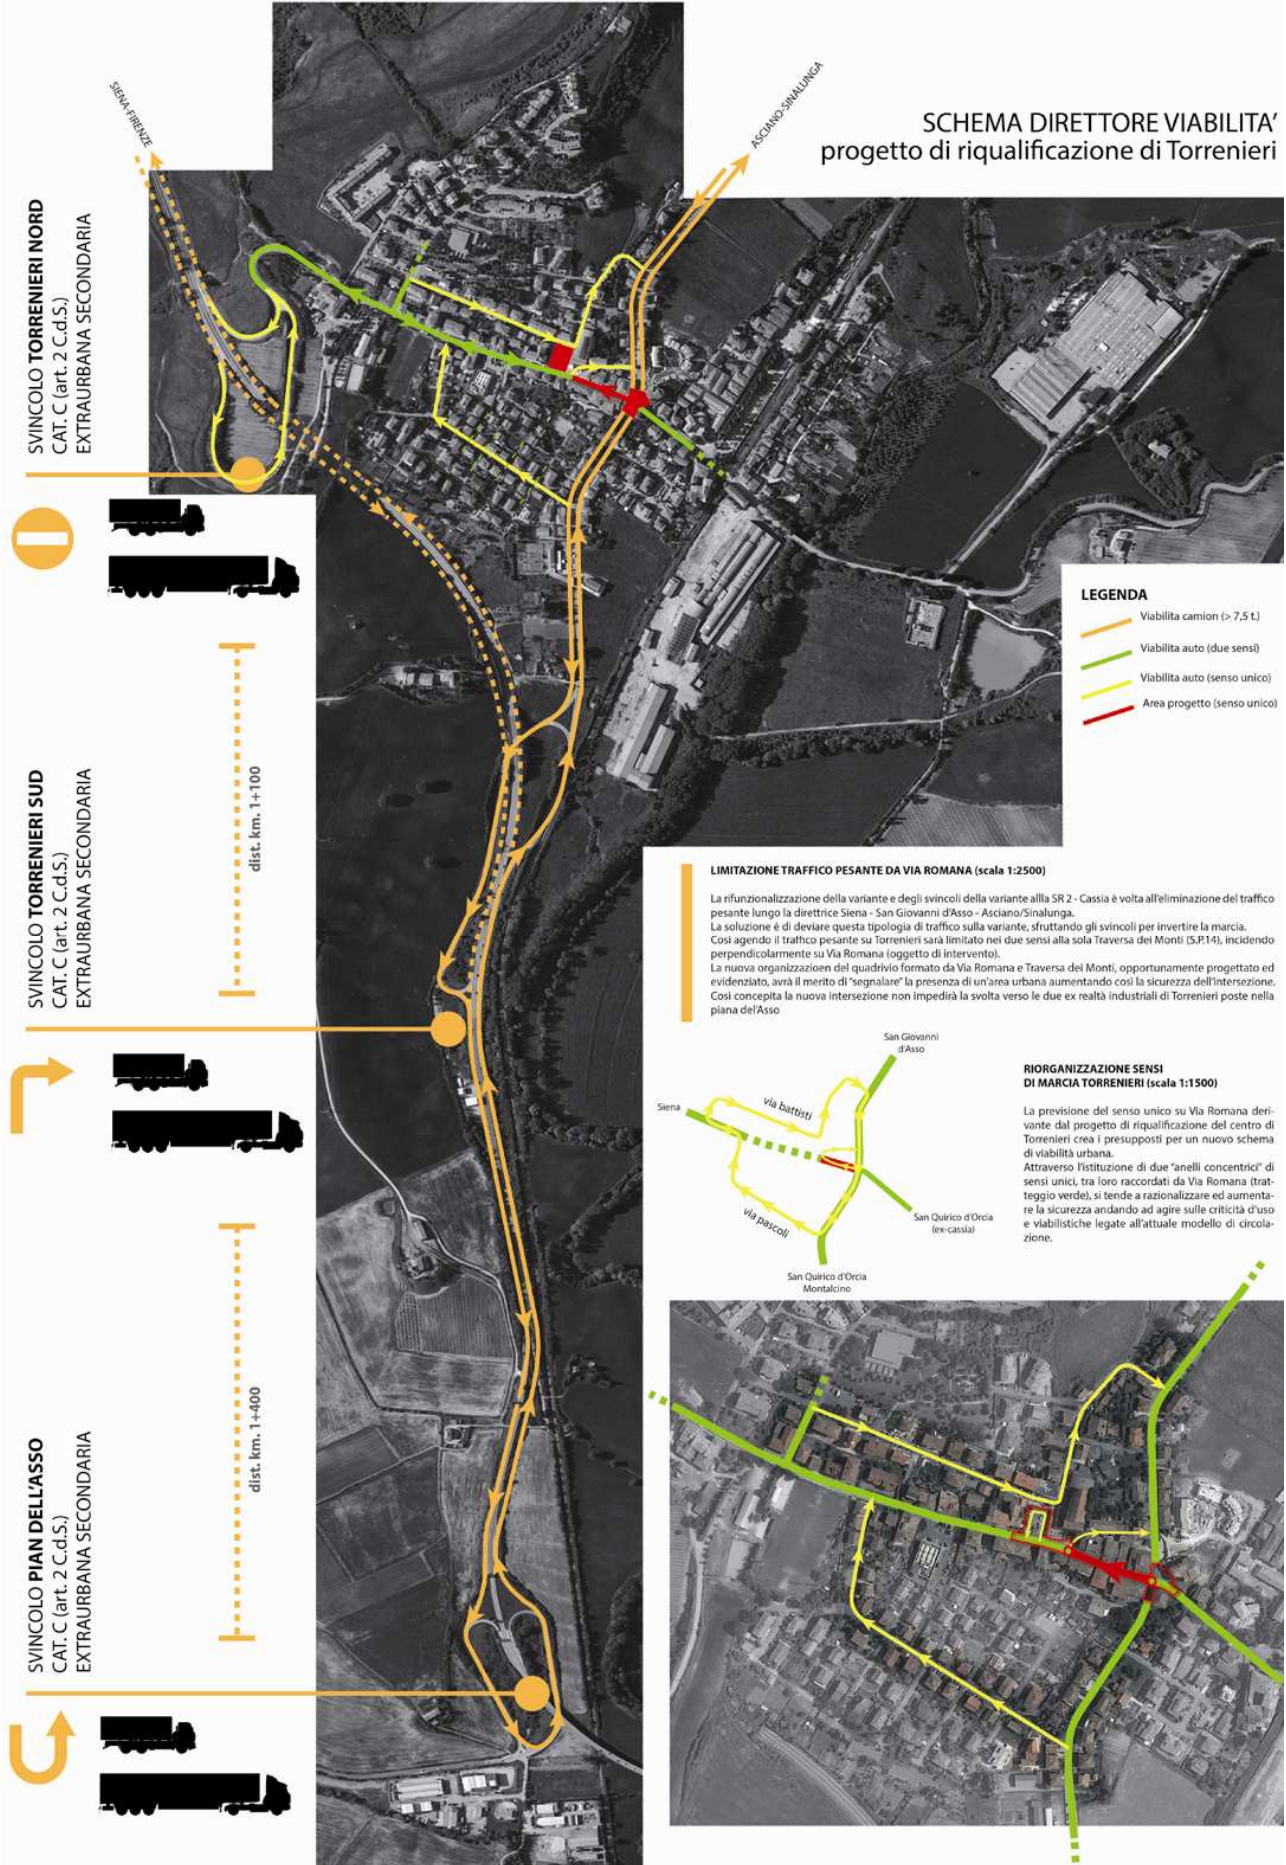 SCHEMA DIRETTORE VIABILITA'
progetto di riqualificazione di Torrenieri
SIENA-FIRENZE
ASCIANO-SINALUNGA
SVINCOLO TORRENIERI NORD
CAT. C (art. 2 C.d.S.)
EXTRAURBANA SECONDARIA
dist. km. 1+100
SVINCOLO TORRENIERI SUD
CAT. C (art. 2 C.d.S.)
EXTRAURBANA SECONDARIA
dist. km. 1+400
SVINCOLO PIAN DELL'ASSO
CAT. C (art. 2 C.d.S.)
EXTRAURBANA SECONDARIA
LEGENDA
Viabilita camion (> 7,5 t.)
Viabilita auto (due sensi)
Viabilita auto (senso unico)
Area progetto (senso unico)
LIMITAZIONE TRAFFICO PESANTE DA VIA ROMANA (scala 1:2500)
La rifunzionalizzazione della variante e degli svincoli della variante allla SR 2 - Cassia è volta all'eliminazione del traffico
pesante lungo la direttrice Siena - San Giovanni d'Asso - Asciano/Sinalunga.
La soluzione è di deviare questa tipologia di traffico sulla variante, sfruttando gli svincoli per invertire la marcia.
Così agendo il traffico pesante su Torrenieri sarà limitato nei due sensi alla sola Traversa dei Monti (S.P.14), incidendo
perpendicolarmente su Via Romana (oggetto di intervento).
La nuova organizzazioen del quadrivio formato da Via Romana e Traversa dei Monti, opportunamente progettato ed
evidenziato, avrà il merito di "segnalare" la presenza di un'area urbana aumentando così la sicurezza dell'intersezione.
Così concepita la nuova intersezione non impedirà la svolta verso le due ex realtà industriali di Torrenieri poste nella
piana del'Asso
San Giovanni
d'Asso
Siena
via battisti
via pascoli
San Quirico d'Orcia
(ex-cassia)
San Quirico d'Orcia
Montalcino
RIORGANIZZAZIONE SENSI
DI MARCIA TORRENIERI (scala 1:1500)
La previsione del senso unico su Via Romana deri-
vante dal progetto di riqualificazione del centro di
Torrenieri crea i presupposti per un nuovo schema
di viabilità urbana.
Attraverso l'istituzione di due "anelli concentrici" di
sensi unici, tra loro raccordati da Via Romana (trat-
teggio verde), si tende a razionalizzare ed aumenta-
re la sicurezza andando ad agire sulle criticità d'uso
e viabilistiche legate all'attuale modello di circola-
zione.